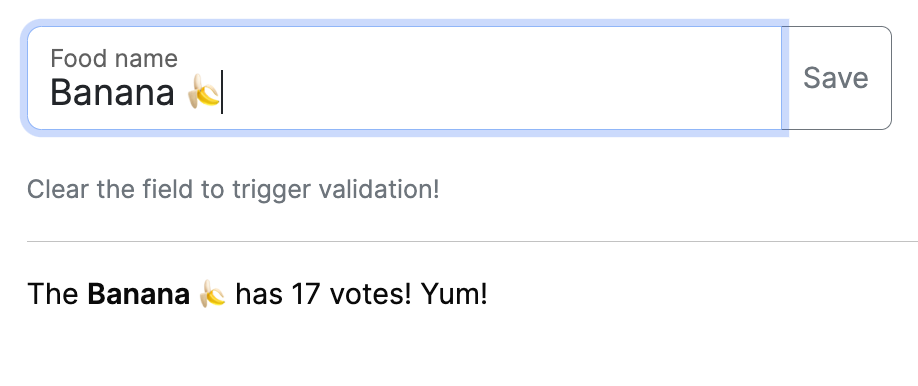 Food name
Banana 🍌
Save
Clear the field to trigger validation!
The Banana 🍌 has 17 votes! Yum!